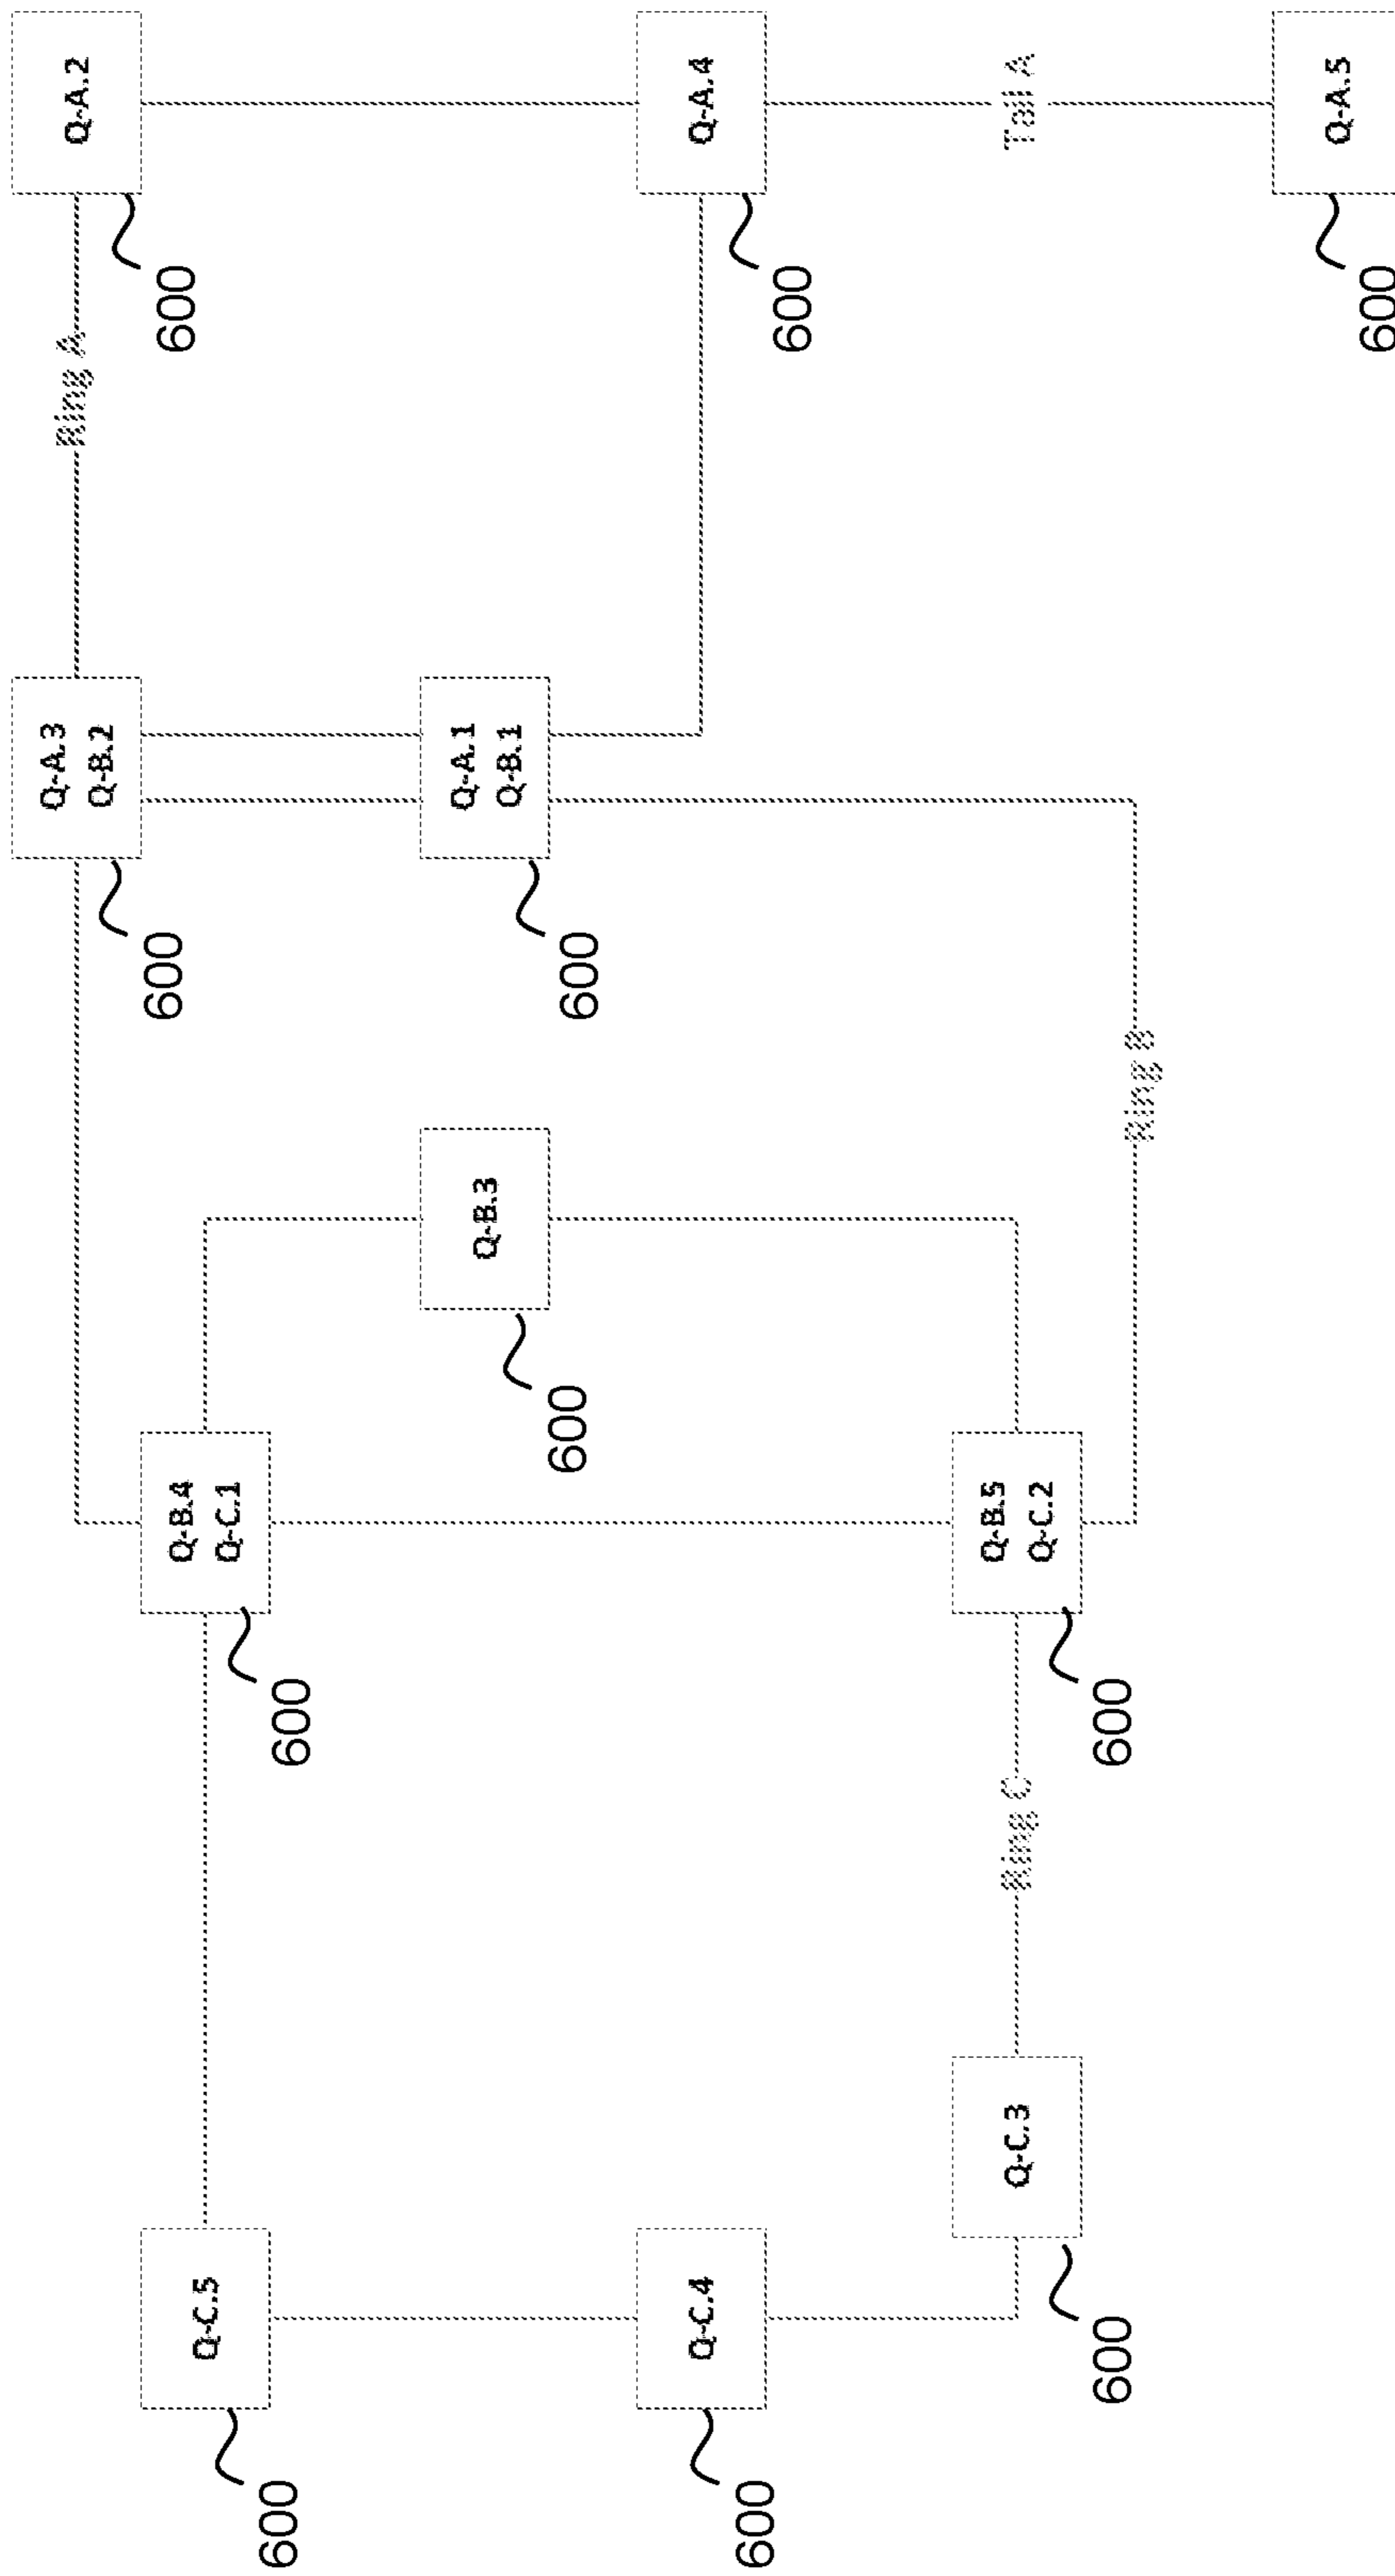 Q-A.3
Q-B.2
Ring A
Q-A.2
600
600
Q-C.5
Q-B.4
Q-C.1
600
600
Q-B.3
Q-A.1
Q-B.1
600
600
Q-C.4
Q-A.4
600
600
Q-C.3
Ring C
Q-B.5
Q-C.2
Tail A
600
600
Ring B
Q-A.5
600